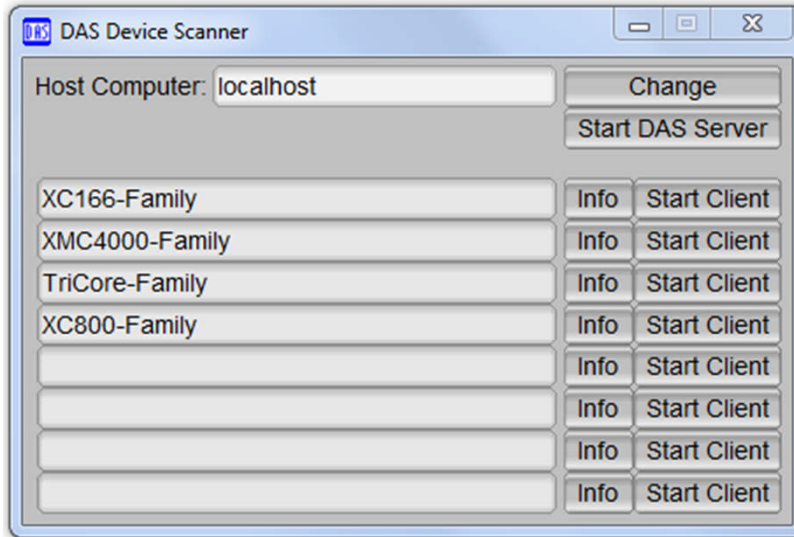 DAS DAS Device Scanner
Host Computer: localhost Change
Start DAS Server
XC166-Family Info Start Client
XMC4000-Family Info Start Client
TriCore-Family Info Start Client
XC800-Family Info Start Client
Info Start Client
Info Start Client
Info Start Client
Info Start Client